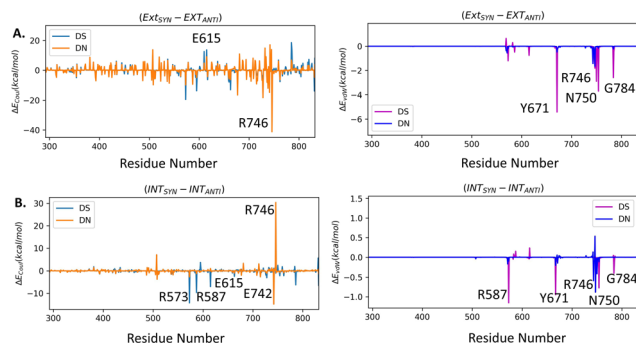 A.
(Ext_SYN − EXT_ANTI)
ΔE_Coul(kcal/mol)
20
0
−20
−40
DS
DN
E615
R746
300 400 500 600 700 800
Residue Number
(Ext_SYN − EXT_ANTI)
ΔE_vdW(kcal/mol)
0
−2
−4
−6
DS
DN
Y671
R746
N750
G784
300 400 500 600 700 800
Residue Number
B.
(INT_SYN − INT_ANTI)
ΔE_Coul(kcal/mol)
30
20
10
0
−10
DS
DN
R746
R573
R587
E615
E742
300 400 500 600 700 800
Residue Number
(INT_SYN − INT_ANTI)
ΔE_vdW(kcal/mol)
1.5
1.0
0.5
0.0
−0.5
−1.0
DS
DN
R587
Y671
R746
N750
G784
300 400 500 600 700 800
Residue Number